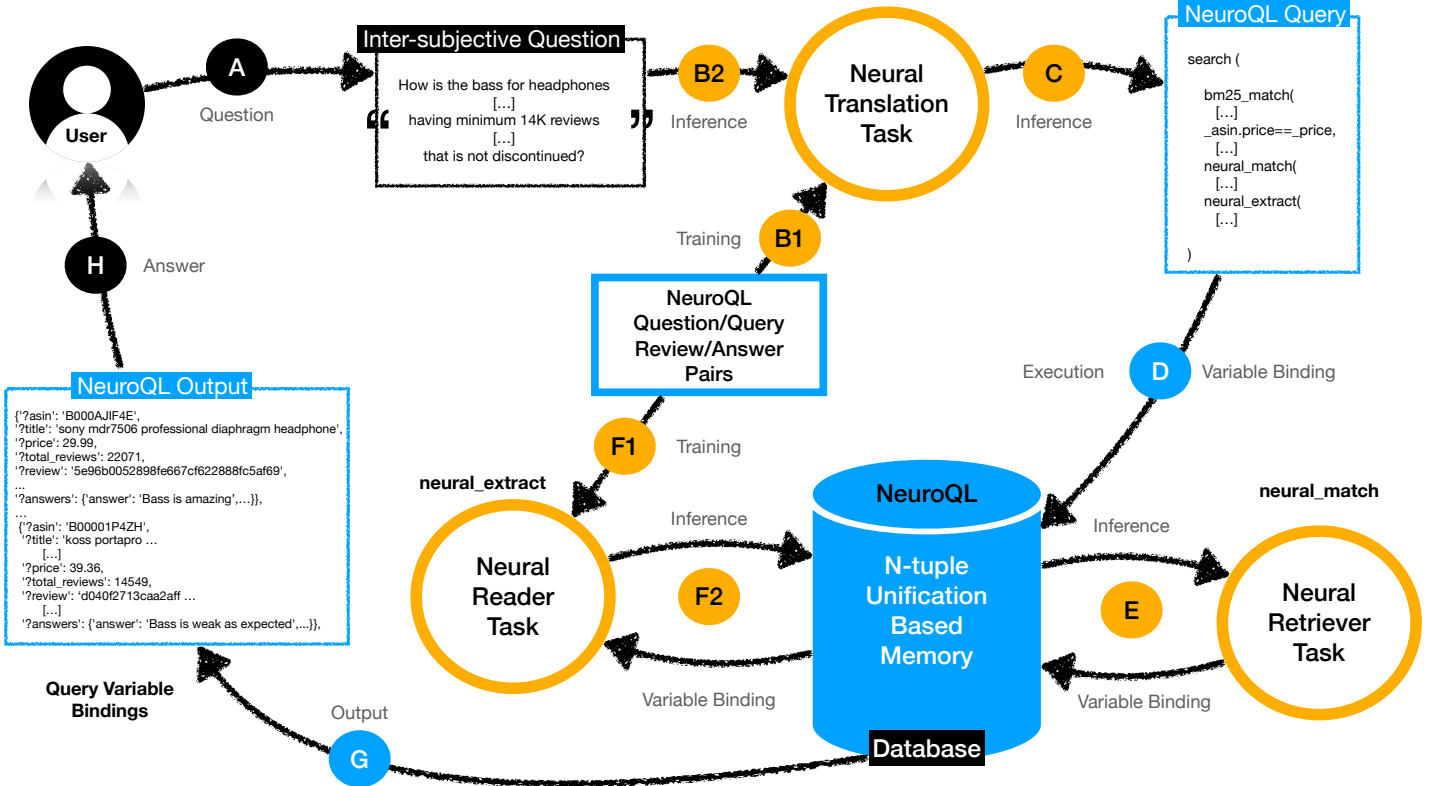 User
A
Question
Inter-subjective Question
“
How is the bass for headphones
[...]
having minimum 14K reviews
[...]
that is not discontinued?
”
B2
Inference
Neural
Translation
Task
C
Inference
NeuroQL Query
search (
bm25_match(
[...]
_asin.price==_price,
[...]
neural_match(
[...]
neural_extract(
[...]
)
Training
B1
NeuroQL
Question/Query
Review/Answer
Pairs
H
Answer
Execution
D
Variable Binding
NeuroQL Output
{'?asin': 'B000AJIF4E',
'?title': 'sony mdr7506 professional diaphragm headphone',
'?price': 29.99,
'?total_reviews': 22071,
'?review': '5e96b0052898fe667cf622888fc5af69',
...
'?answers': {'answer': 'Bass is amazing',…}},
…
{'?asin': 'B00001P4ZH',
'?title': 'koss portapro …
[...]
'?price': 39.36,
'?total_reviews': 14549,
'?review': ‘d040f2713caa2aff …
[...]
'?answers': {'answer': 'Bass is weak as expected',...}},
F1
Training
neural_extract
Neural
Reader
Task
Inference
F2
Variable Binding
NeuroQL
N-tuple
Unification
Based
Memory
Database
Inference
E
Variable Binding
neural_match
Neural
Retriever
Task
Query Variable
Bindings
Output
G